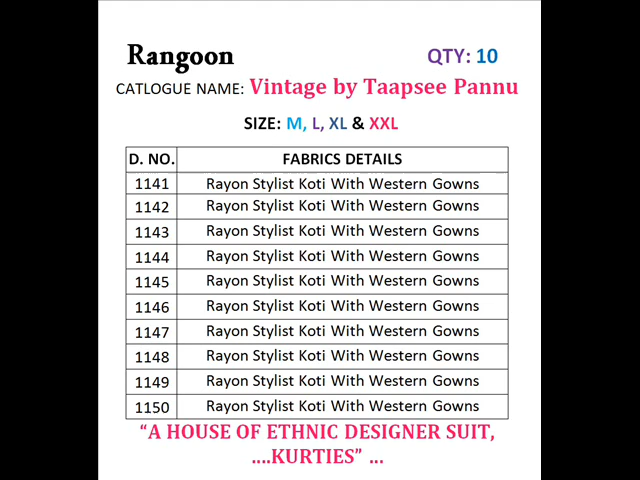 Rangoon QTY: 10
CATLOGUE NAME: Vintage by Taapsee Pannu
SIZE: M, L, XL & XXL
D. NO. FABRICS DETAILS
1141 Rayon Stylist Koti With Western Gowns
1142 Rayon Stylist Koti With Western Gowns
1143 Rayon Stylist Koti With Western Gowns
1144 Rayon Stylist Koti With Western Gowns
1145 Rayon Stylist Koti With Western Gowns
1146 Rayon Stylist Koti With Western Gowns
1147 Rayon Stylist Koti With Western Gowns
1148 Rayon Stylist Koti With Western Gowns
1149 Rayon Stylist Koti With Western Gowns
1150 Rayon Stylist Koti With Western Gowns
“A HOUSE OF ETHNIC DESIGNER SUIT,
....KURTIES” ...